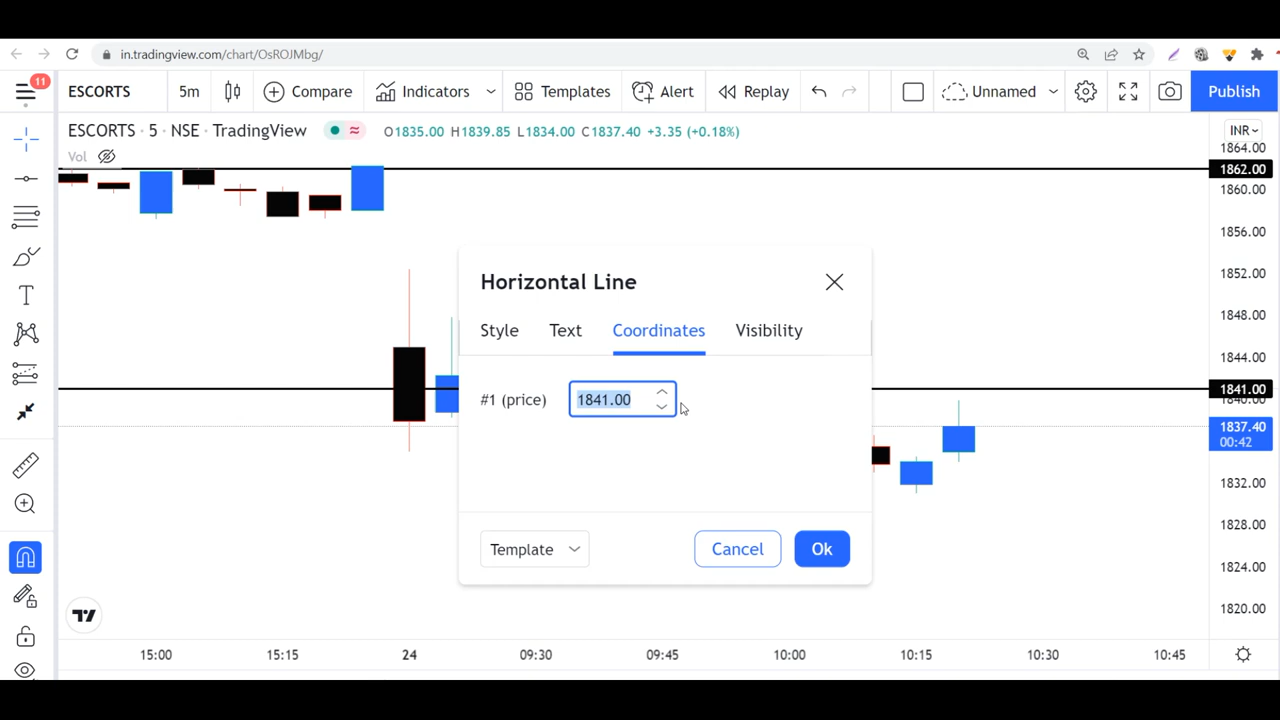 in.tradingview.com/chart/OsROJMbg/
11
ESCORTS 5m Compare Indicators Templates Alert Replay Unnamed Publish
ESCORTS · 5 · NSE · TradingView O1835.00 H1839.85 L1834.00 C1837.40 +3.35 (+0.18%)
INR
Vol
1864.00
1862.00
1860.00
1856.00
1852.00
1848.00
1844.00
1841.00
1840.00
1837.40
00:42
1832.00
1828.00
1824.00
1820.00
Horizontal Line
Style Text Coordinates Visibility
#1 (price) 1841.00
Template Cancel Ok
15:00 15:15 24 09:30 09:45 10:00 10:15 10:30 10:45